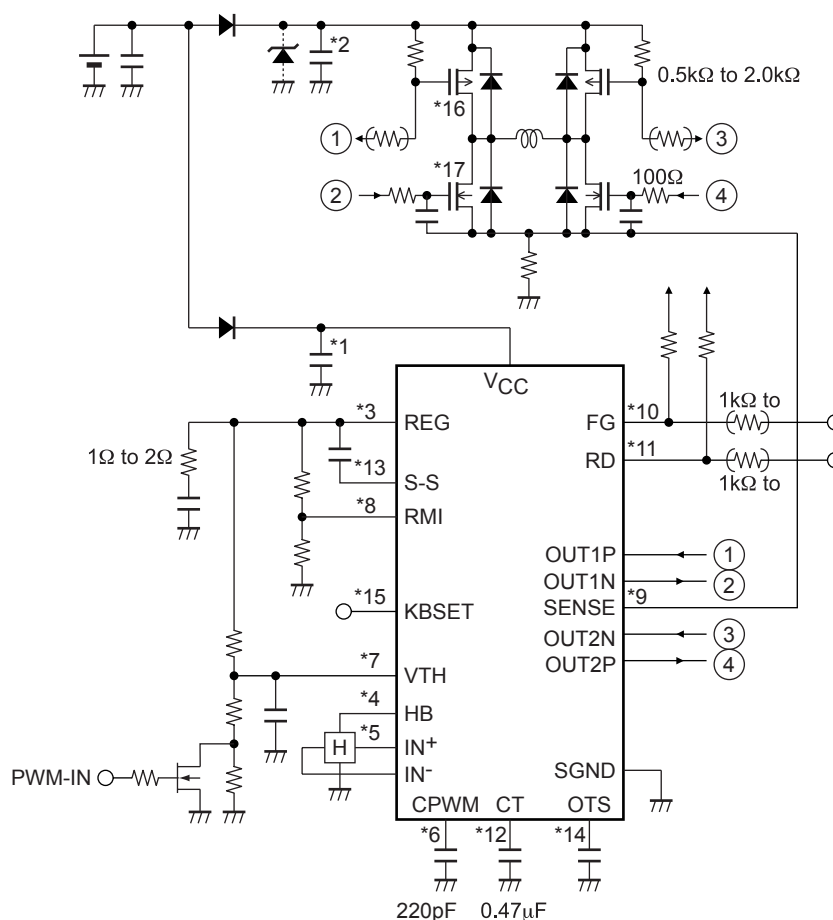 *2
0.5kΩ to 2.0kΩ
*16
1
3
*17
100Ω
2
4
*1
VCC
*3
REG
FG
*10
1kΩ to
1Ω to 2Ω
*13
S-S
RD
*11
1kΩ to
*8
RMI
OUT1P
1
OUT1N
2
*15
KBSET
SENSE
*9
OUT2N
3
*7
VTH
OUT2P
4
*4
HB
*5
H
IN+
IN-
PWM-IN
SGND
CPWM
CT
OTS
*6
*12
*14
220pF
0.47µF